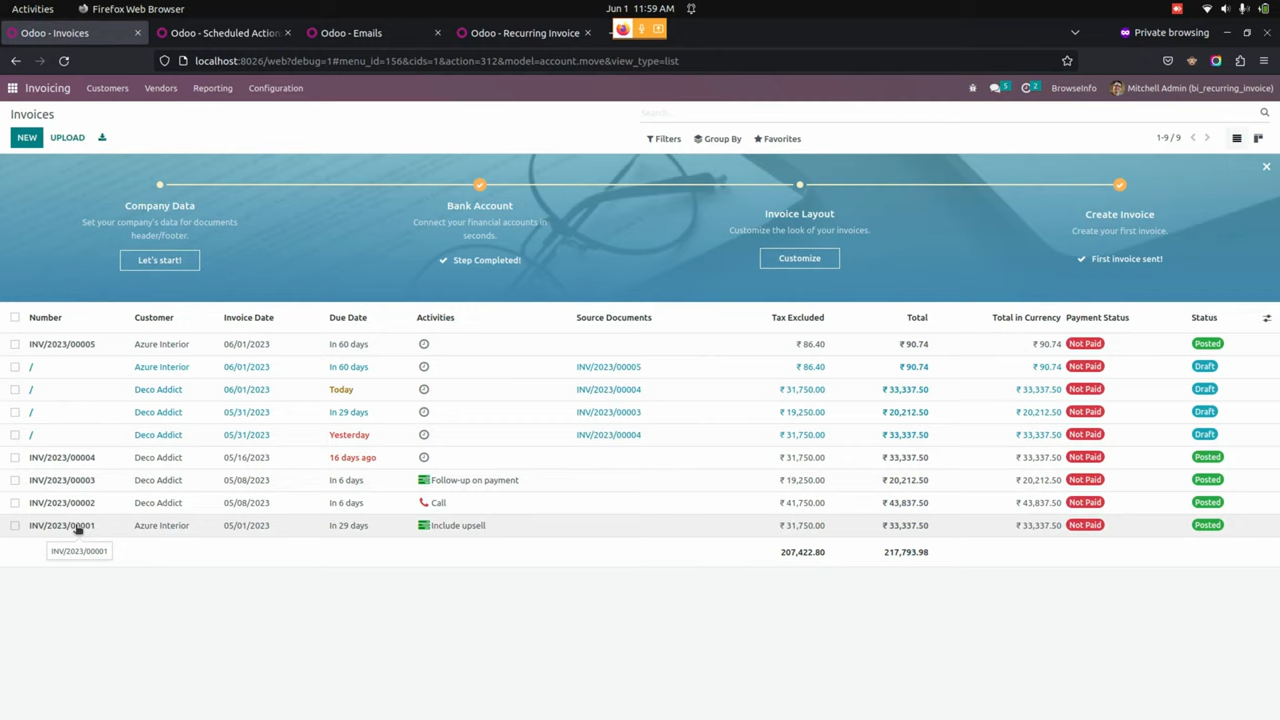 Activities Firefox Web Browser Jun 1 11:59 AM
Odoo - Invoices Odoo - Scheduled Action Odoo - Emails Odoo - Recurring Invoice Private browsing
localhost:8026/web?debug=1#menu_id=156&cids=1&action=312&model=account.move&view_type=list
Invoicing Customers Vendors Reporting Configuration 5 2 BrowseInfo Mitchell Admin (bi_recurring_invoice)
Invoices Search...
NEW UPLOAD Filters Group By Favorites 1-9 / 9
Company Data Bank Account Invoice Layout Create Invoice
Set your company's data for documents Connect your financial accounts in Customize the look of your invoices. Create your first invoice.
header/footer. seconds.
Let's start! Step Completed! Customize First invoice sent!
Number Customer Invoice Date Due Date Activities Source Documents Tax Excluded Total Total in Currency Payment Status Status
INV/2023/00005 Azure Interior 06/01/2023 In 60 days ₹ 86.40 ₹ 90.74 ₹ 90.74 Not Paid Posted
/ Azure Interior 06/01/2023 In 60 days INV/2023/00005 ₹ 86.40 ₹ 90.74 ₹ 90.74 Not Paid Draft
/ Deco Addict 06/01/2023 Today INV/2023/00004 ₹ 31,750.00 ₹ 33,337.50 ₹ 33,337.50 Not Paid Draft
/ Deco Addict 05/31/2023 In 29 days INV/2023/00003 ₹ 19,250.00 ₹ 20,212.50 ₹ 20,212.50 Not Paid Draft
/ Deco Addict 05/31/2023 Yesterday INV/2023/00004 ₹ 31,750.00 ₹ 33,337.50 ₹ 33,337.50 Not Paid Draft
INV/2023/00004 Deco Addict 05/16/2023 16 days ago ₹ 31,750.00 ₹ 33,337.50 ₹ 33,337.50 Not Paid Posted
INV/2023/00003 Deco Addict 05/08/2023 In 6 days Follow-up on payment ₹ 19,250.00 ₹ 20,212.50 ₹ 20,212.50 Not Paid Posted
INV/2023/00002 Deco Addict 05/08/2023 In 6 days Call ₹ 41,750.00 ₹ 43,837.50 ₹ 43,837.50 Not Paid Posted
INV/2023/00001 Azure Interior 05/01/2023 In 29 days Include upsell ₹ 31,750.00 ₹ 33,337.50 ₹ 33,337.50 Not Paid Posted
INV/2023/00001 207,422.80 217,793.98